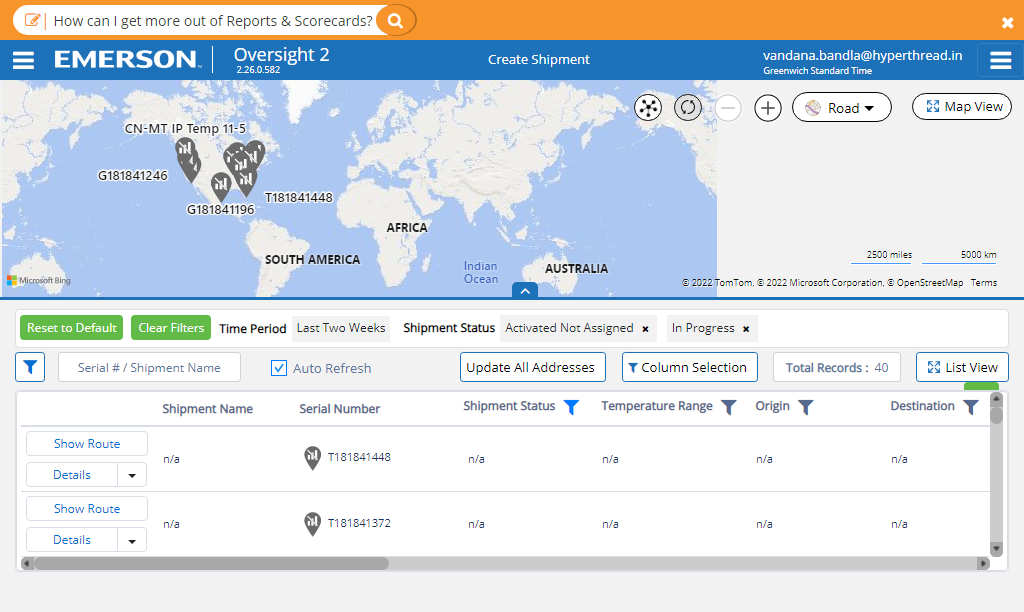 How can I get more out of Reports & Scorecards?
EMERSON
Oversight 2
2.26.0.582
Create Shipment
vandana.bandla@hyperthread.in
Greenwich Standard Time
CN-MT IP Temp 11-5
G181841246
G181841196
T181841448
AFRICA
SOUTH AMERICA
Indian
Ocean
AUSTRALIA
Road
Map View
2500 miles
5000 km
Microsoft Bing
© 2022 TomTom, © 2022 Microsoft Corporation, © OpenStreetMap Terms
Reset to Default
Clear Filters
Time Period
Last Two Weeks
Shipment Status
Activated Not Assigned ×
In Progress ×
Serial # / Shipment Name
Auto Refresh
Update All Addresses
Column Selection
Total Records : 40
List View
Shipment Name
Serial Number
Shipment Status
Temperature Range
Origin
Destination
Show Route
Details
n/a
T181841448
n/a
n/a
n/a
n/a
Show Route
Details
n/a
T181841372
n/a
n/a
n/a
n/a